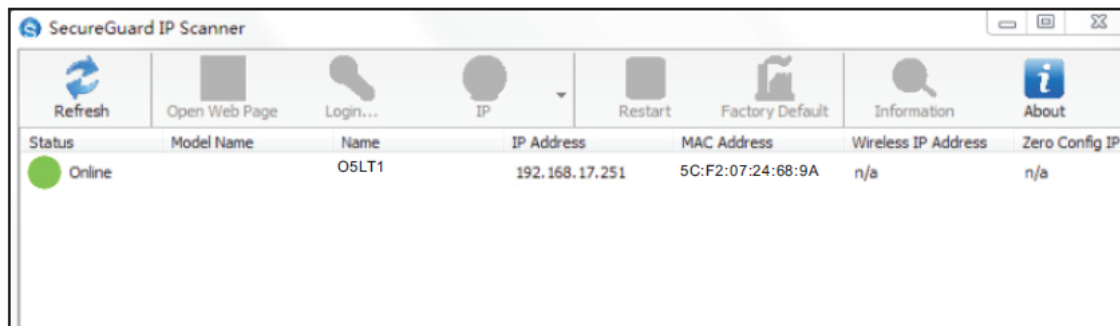 SecureGuard IP Scanner
Refresh Open Web Page Login... IP Restart Factory Default Information About
Status Model Name Name IP Address MAC Address Wireless IP Address Zero Config IP
Online O5LT1 192.168.17.251 5C:F2:07:24:68:9A n/a n/a